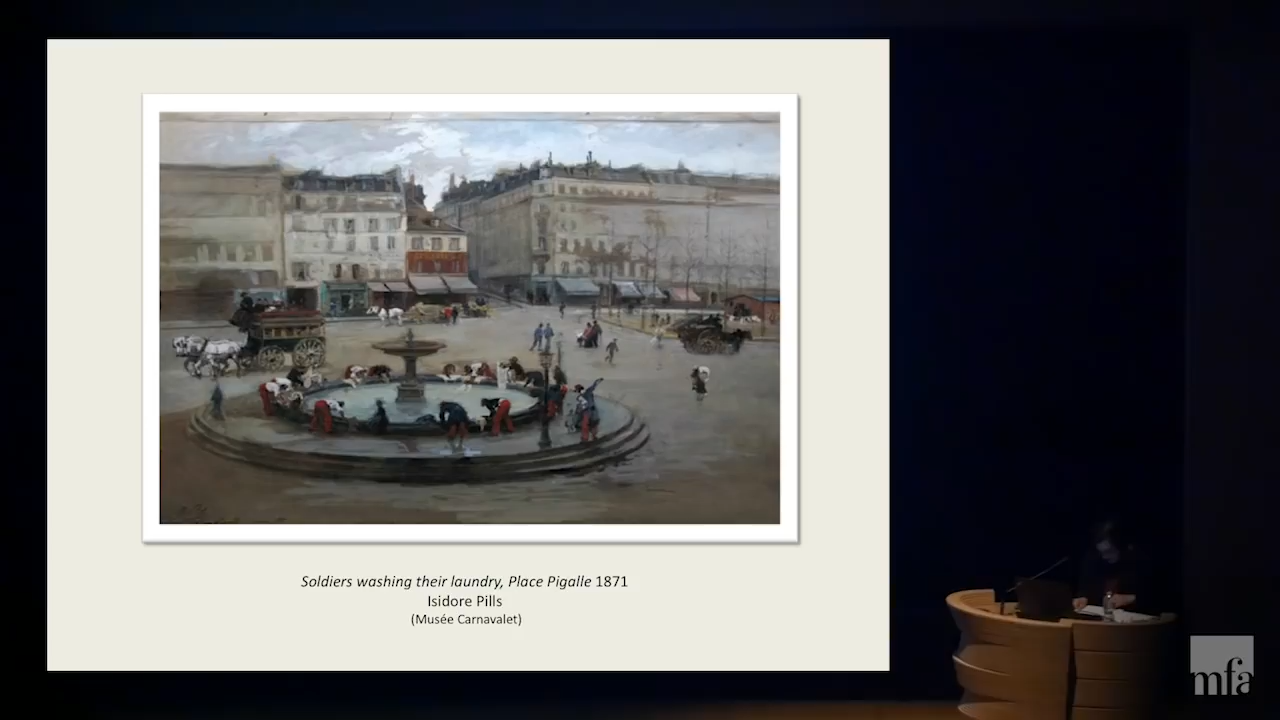 Soldiers washing their laundry, Place Pigalle 1871
Isidore Pills
(Musée Carnavalet)
mfa